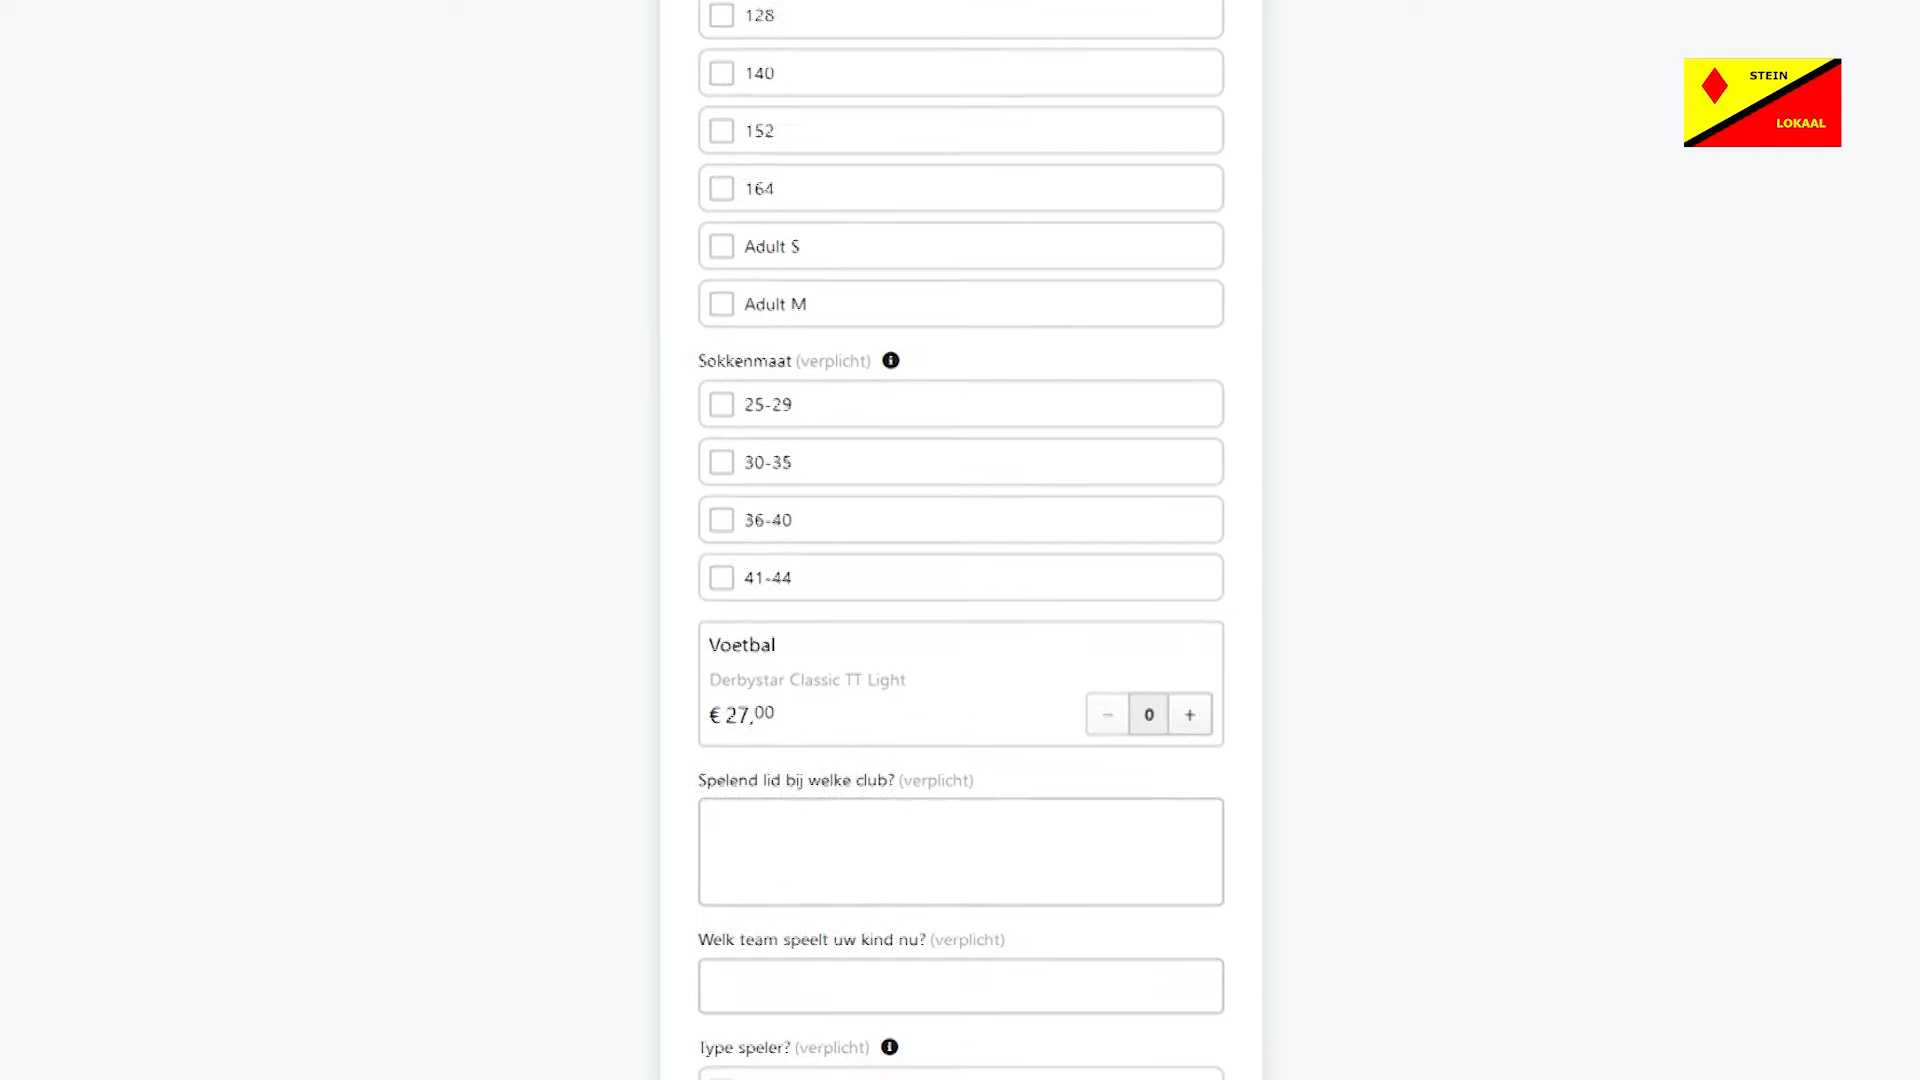 128
140
152
164
Adult S
Adult M
Sokkenmaat (verplicht)
25-29
30-35
36-40
41-44
Voetbal
Derbystar Classic TT Light
€ 27,00
− 0 +
Spelend lid bij welke club? (verplicht)
Welk team speelt uw kind nu? (verplicht)
Type speler? (verplicht)
STEIN
LOKAAL